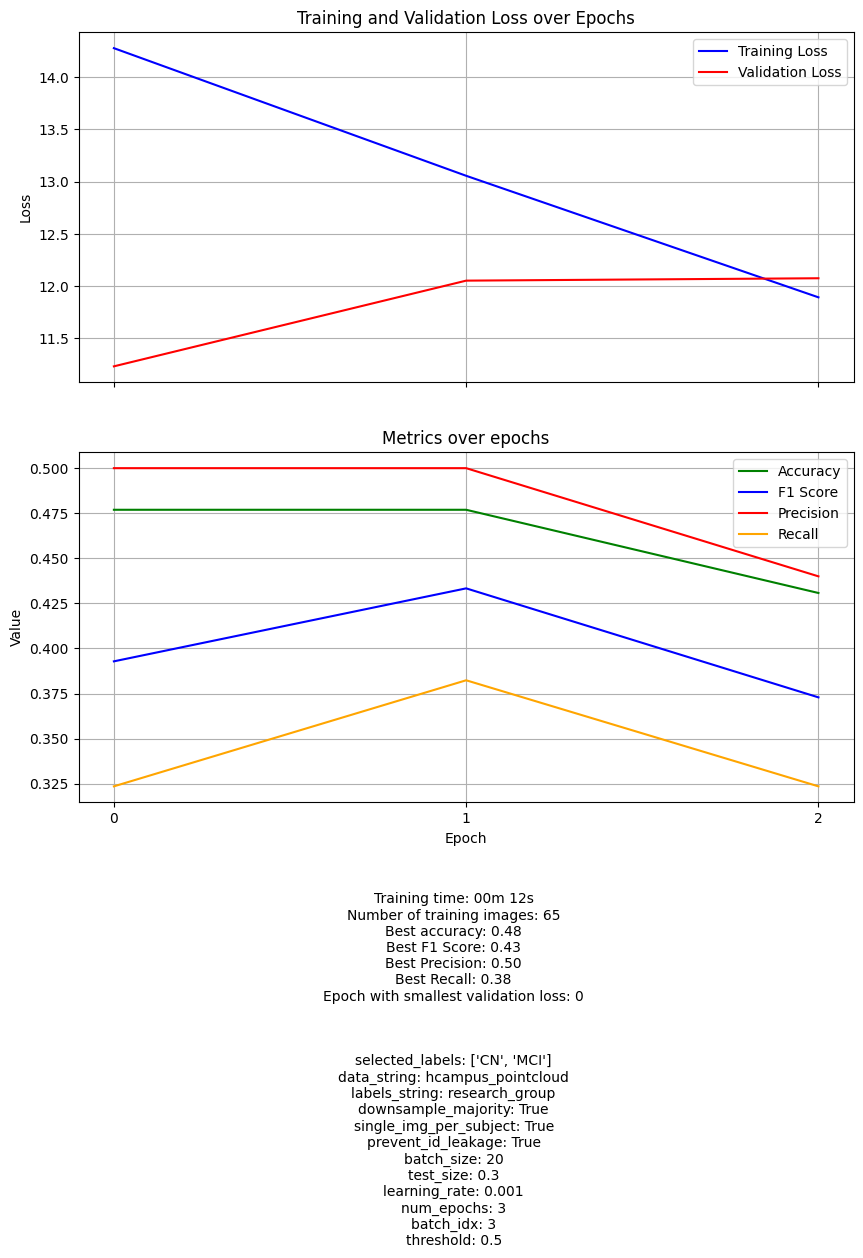 Training and Validation Loss over Epochs
Training Loss
Validation Loss
14.0
13.5
13.0
12.5
12.0
11.5
Loss
Metrics over epochs
Accuracy
F1 Score
Precision
Recall
0.500
0.475
0.450
0.425
0.400
0.375
0.350
0.325
Value
0 1 2
Epoch
Training time: 00m 12s
Number of training images: 65
Best accuracy: 0.48
Best F1 Score: 0.43
Best Precision: 0.50
Best Recall: 0.38
Epoch with smallest validation loss: 0
selected_labels: ['CN', 'MCI']
data_string: hcampus_pointcloud
labels_string: research_group
downsample_majority: True
single_img_per_subject: True
prevent_id_leakage: True
batch_size: 20
test_size: 0.3
learning_rate: 0.001
num_epochs: 3
batch_idx: 3
threshold: 0.5